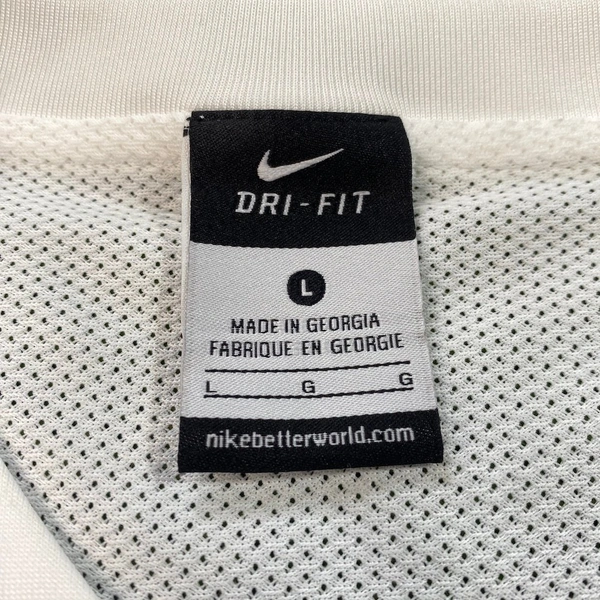 DRI-FIT
L
MADE IN GEORGIA
FABRIQUE EN GEORGIE
L G G
nikebetterworld.com